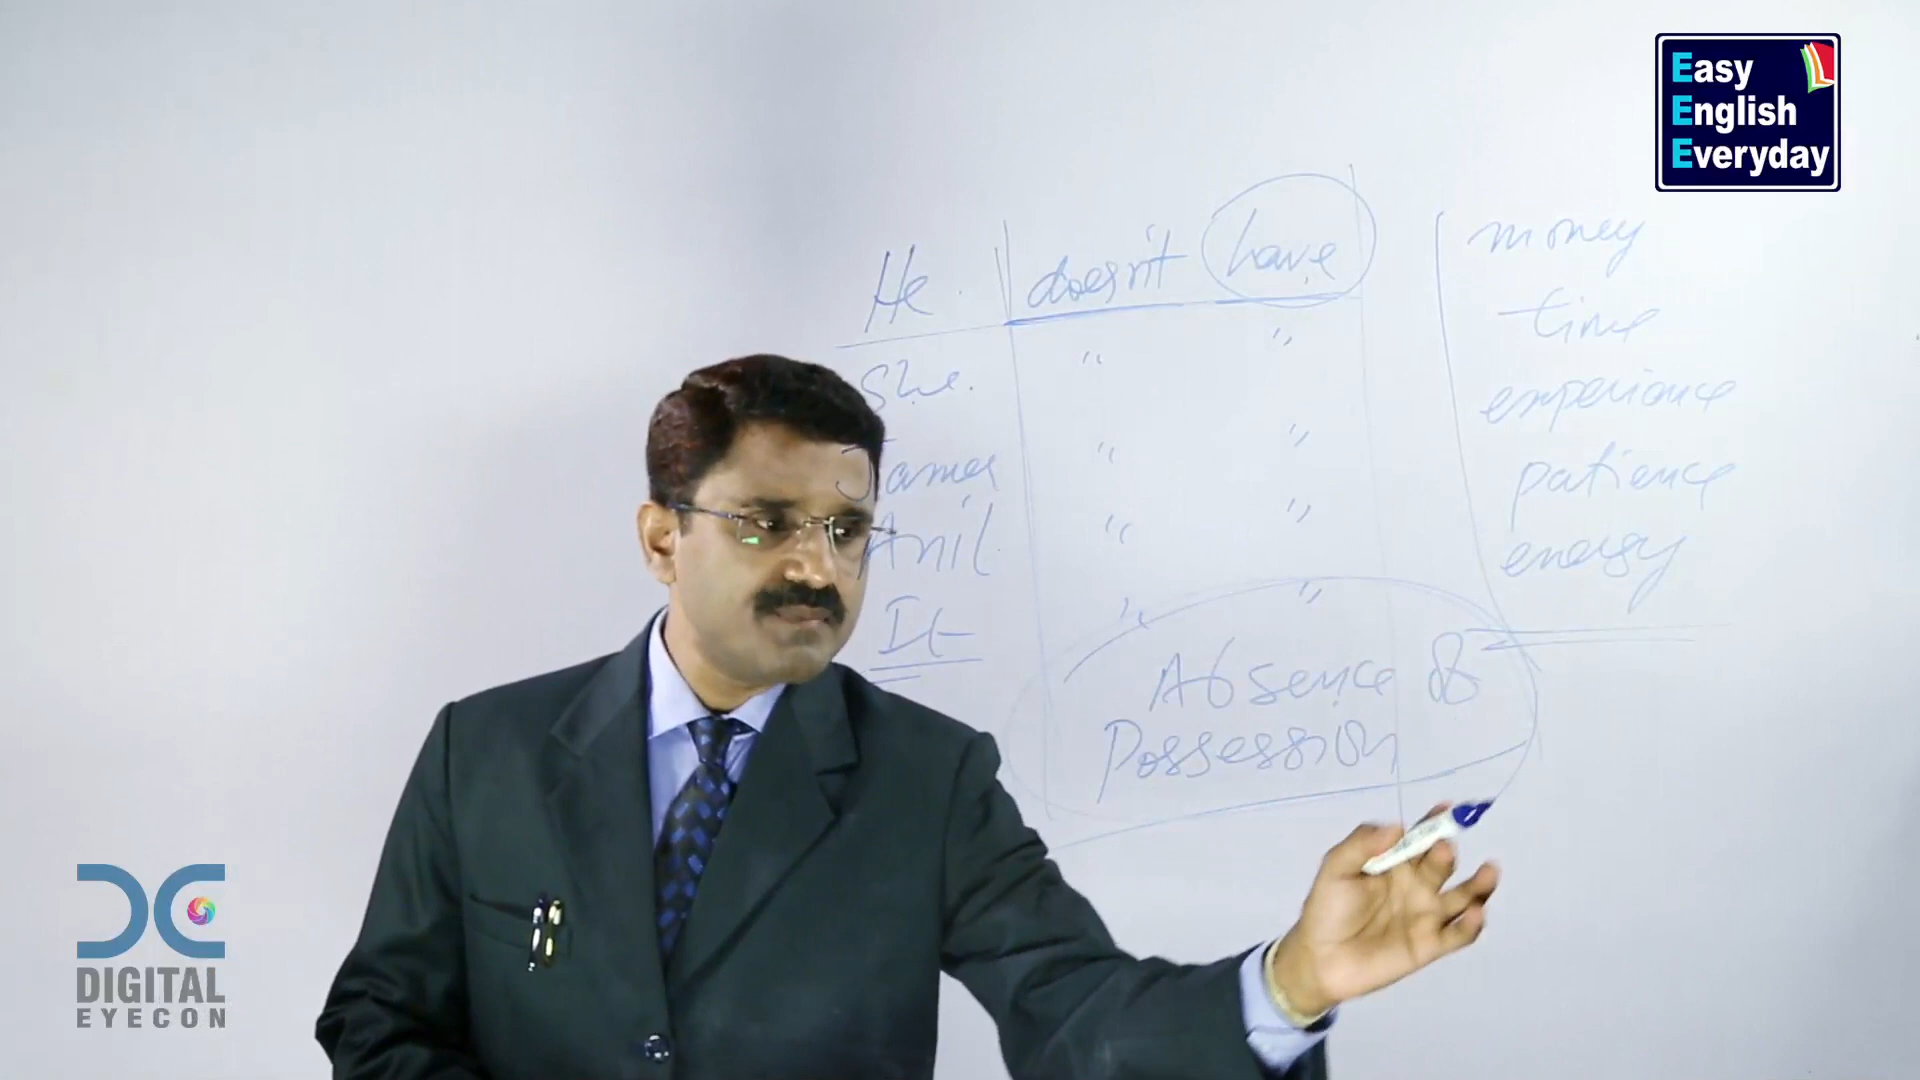 Easy
English
Everyday
He doesn't have money
She. " " time
James " " experience
Anil " " patience
It " " energy
Absence of
Possession
DC
DIGITAL
EYECON